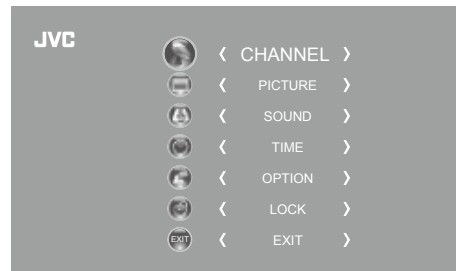 JVC
CHANNEL
PICTURE
SOUND
TIME
OPTION
LOCK
EXIT EXIT